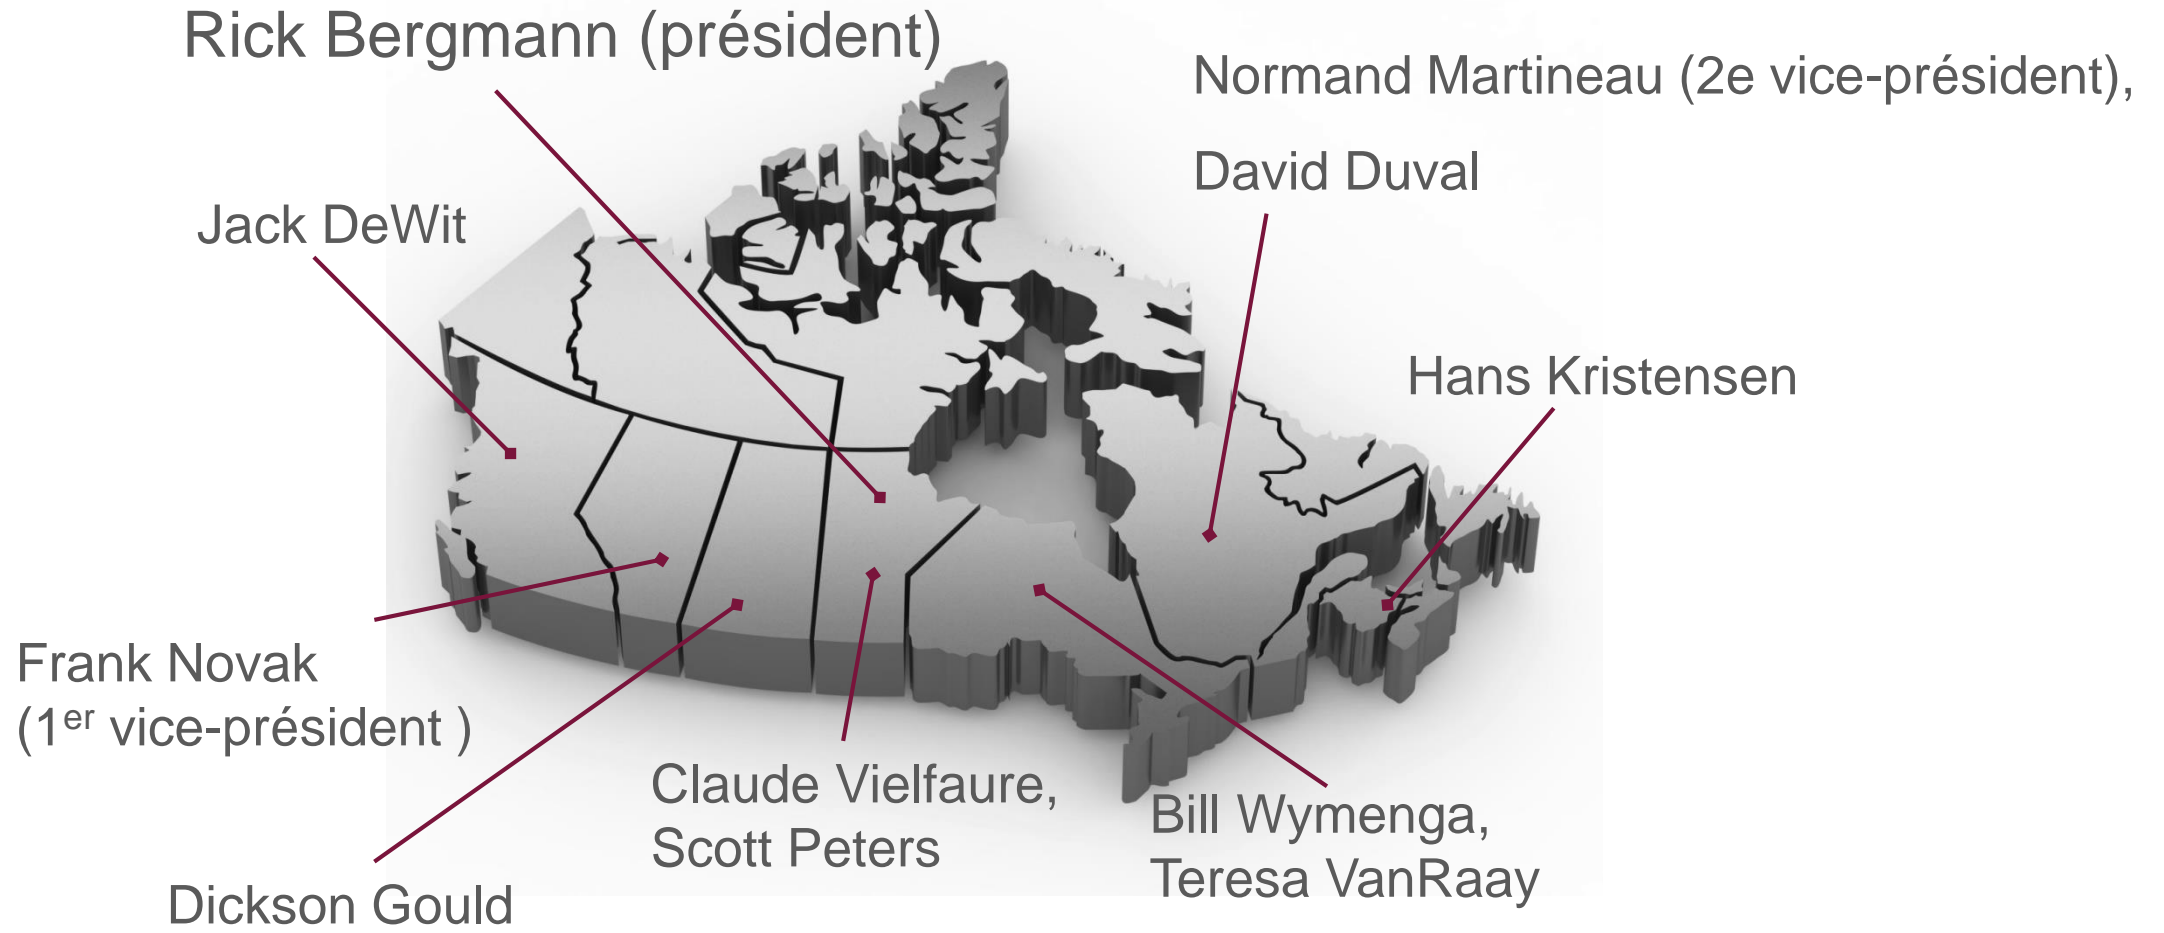 Rick Bergmann (président)
Normand Martineau (2e vice-président),
David Duval
Jack DeWit
Hans Kristensen
Frank Novak
(1er vice-président )
Claude Vielfaure,
Scott Peters
Bill Wymenga,
Teresa VanRaay
Dickson Gould